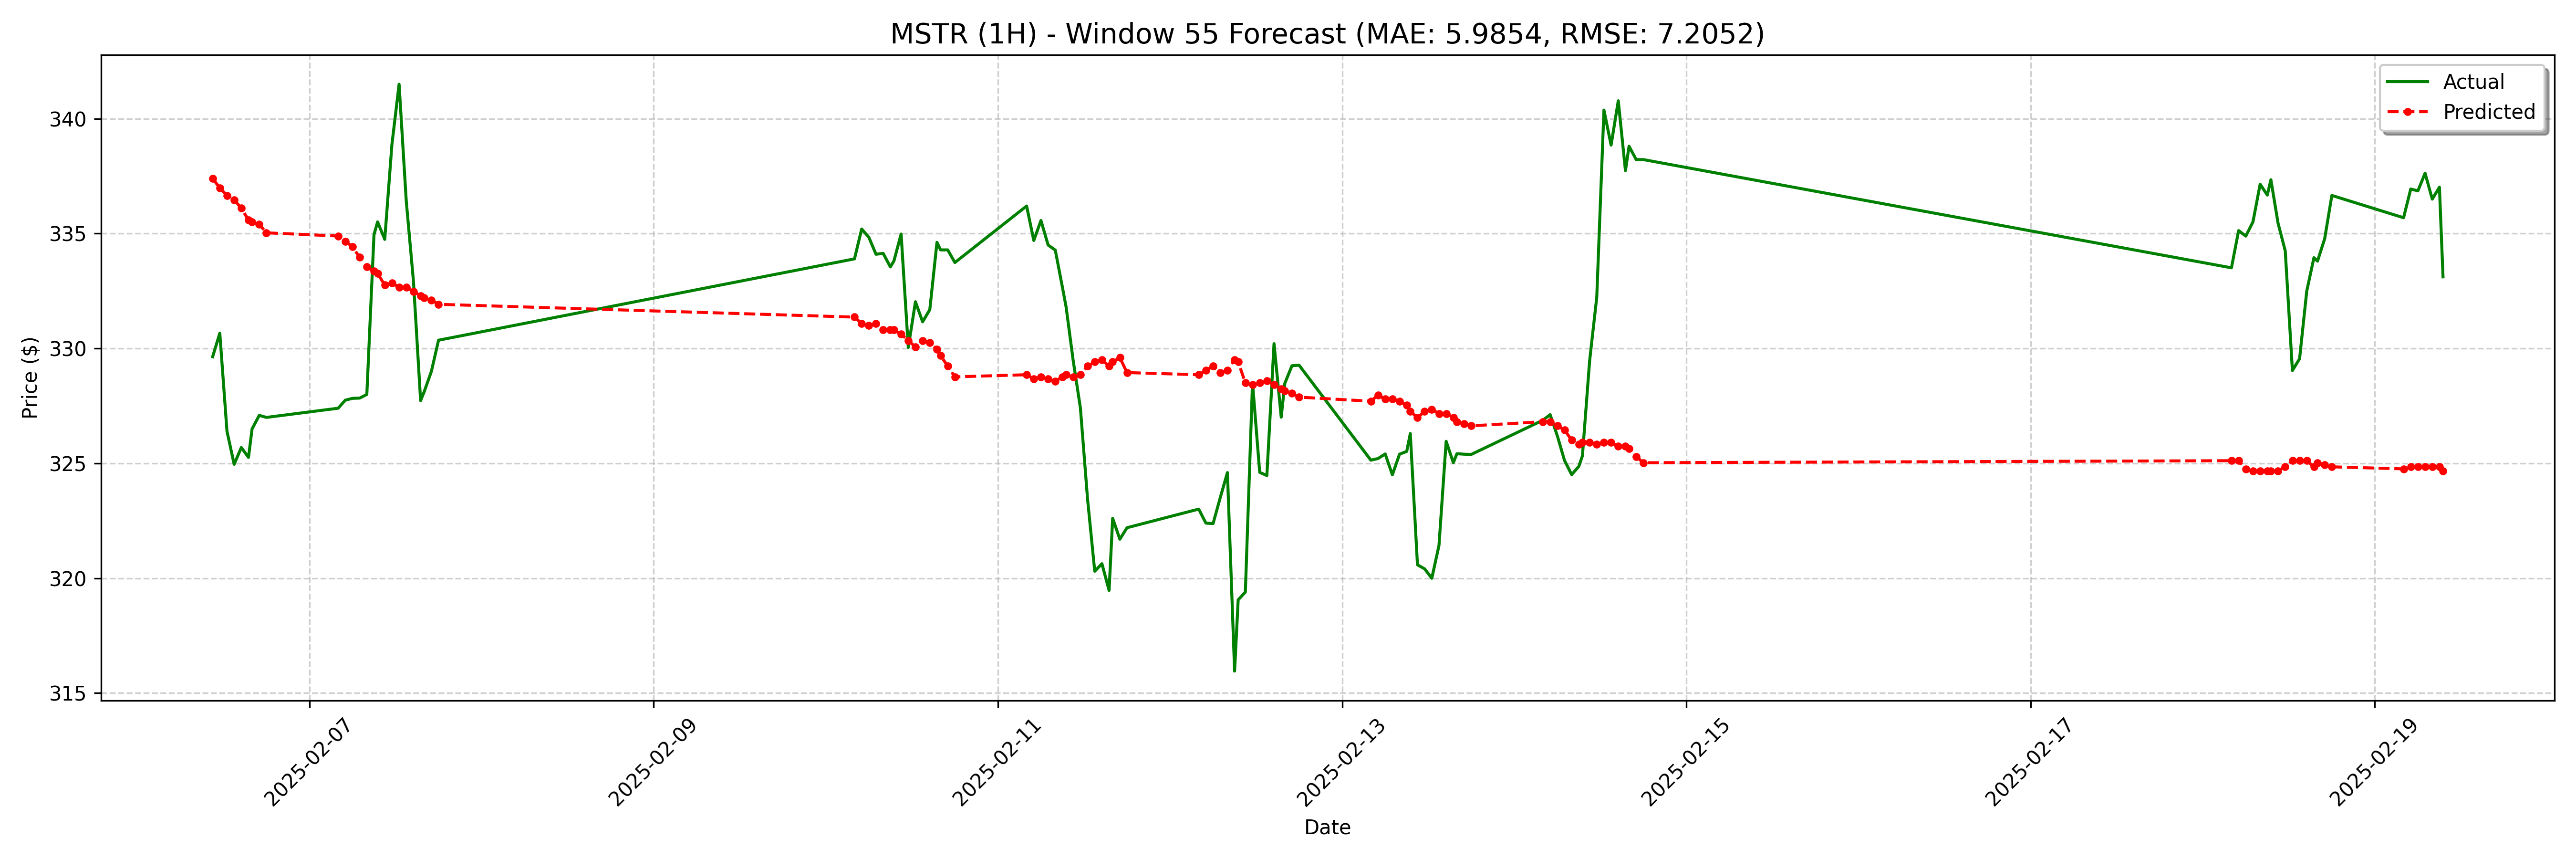 MSTR (1H) - Window 55 Forecast (MAE: 5.9854, RMSE: 7.2052)
Actual
Predicted
Price ($)
340
335
330
325
320
315
2025-02-07
2025-02-09
2025-02-11
2025-02-13
2025-02-15
2025-02-17
2025-02-19
Date